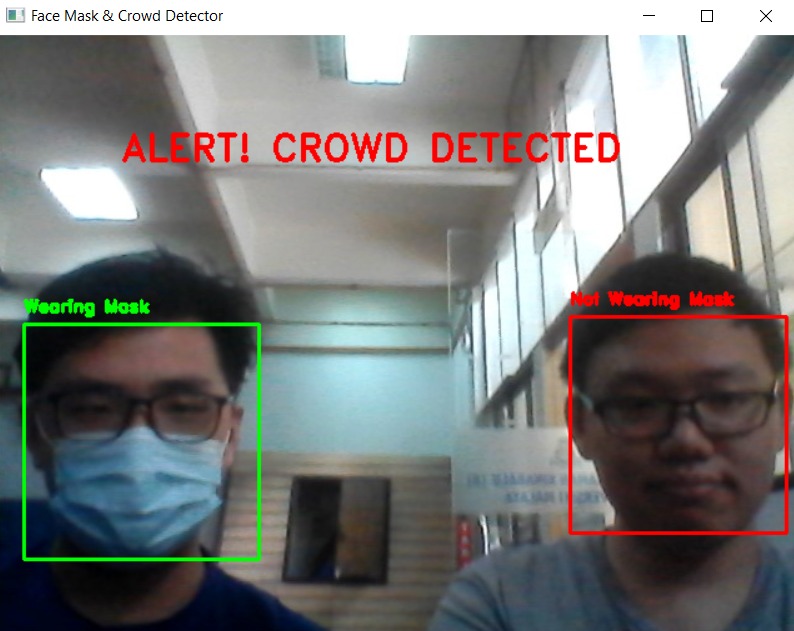 Face Mask & Crowd Detector
ALERT! CROWD DETECTED
Wearing Mask
Not Wearing Mask